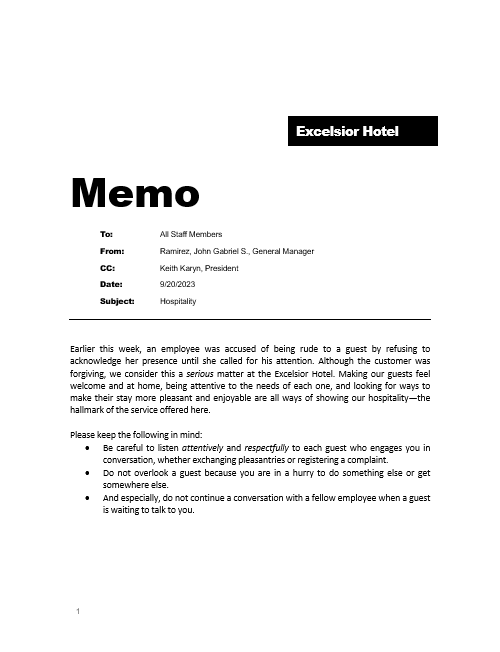 Excelsior Hotel
Memo
To: All Staff Members
From: Ramirez, John Gabriel S., General Manager
CC: Keith Karyn, President
Date: 9/20/2023
Subject: Hospitality
Earlier this week, an employee was accused of being rude to a guest by refusing to
acknowledge her presence until she called for his attention. Although the customer was
forgiving, we consider this a serious matter at the Excelsior Hotel. Making our guests feel
welcome and at home, being attentive to the needs of each one, and looking for ways to
make their stay more pleasant and enjoyable are all ways of showing our hospitality—the
hallmark of the service offered here.
Please keep the following in mind:
• Be careful to listen attentively and respectfully to each guest who engages you in
conversation, whether exchanging pleasantries or registering a complaint.
• Do not overlook a guest because you are in a hurry to do something else or get
somewhere else.
• And especially, do not continue a conversation with a fellow employee when a guest
is waiting to talk to you.
1